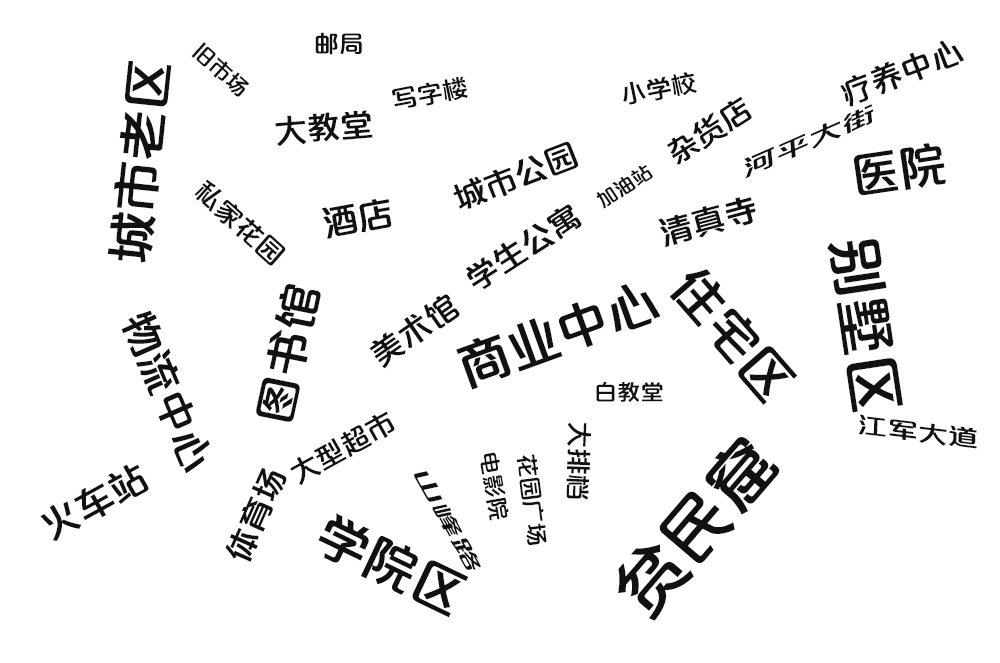 邮局
旧市场
写字楼
小学校
疗养中心
城市老区
大教堂
杂货店
河平大街
医院
城市公园
加油站
私家花园
酒店
学生公寓
清真寺
别墅区
图书馆
美术馆
商业中心
住宅区
物流中心
白教堂
江军大道
大型超市
大排档
火车站
体育场
山峰路
电影院
花园广场
贫民窟
学院区